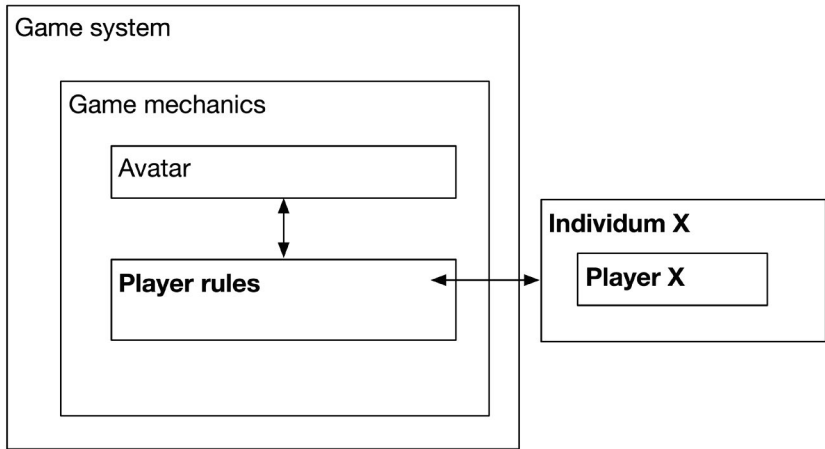 Game system
Game mechanics
Avatar
Individum X
Player rules
Player X